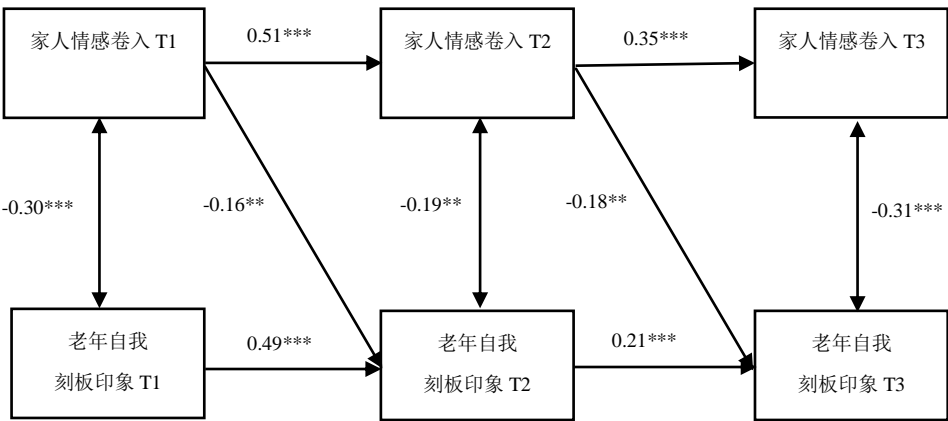 家人情感卷入 T1
0.51***
家人情感卷入 T2
0.35***
家人情感卷入 T3
-0.30***
-0.16**
-0.19**
-0.18**
-0.31***
老年自我
刻板印象 T1
0.49***
老年自我
刻板印象 T2
0.21***
老年自我
刻板印象 T3